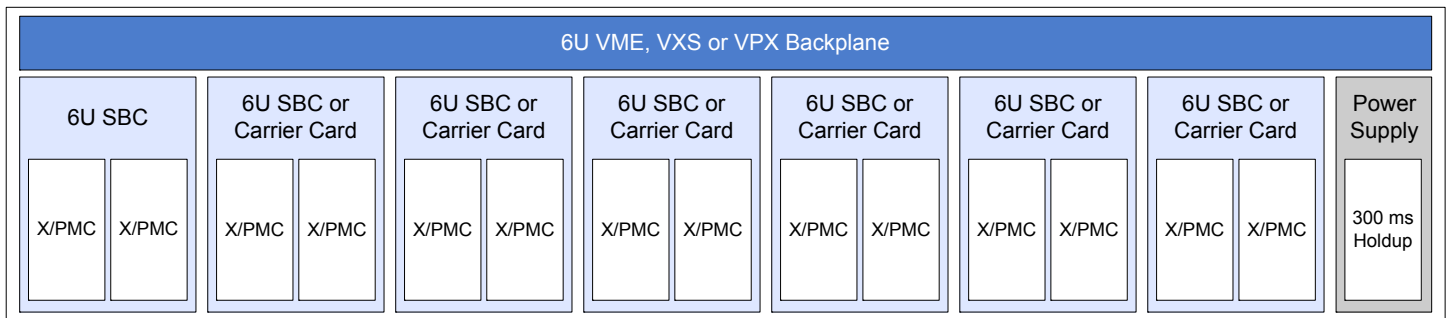 6U VME, VXS or VPX Backplane
6U SBC
6U SBC or
Carrier Card
6U SBC or
Carrier Card
6U SBC or
Carrier Card
6U SBC or
Carrier Card
6U SBC or
Carrier Card
6U SBC or
Carrier Card
Power
Supply
X/PMC
X/PMC
X/PMC
X/PMC
X/PMC
X/PMC
X/PMC
X/PMC
X/PMC
X/PMC
X/PMC
X/PMC
X/PMC
X/PMC
300 ms
Holdup